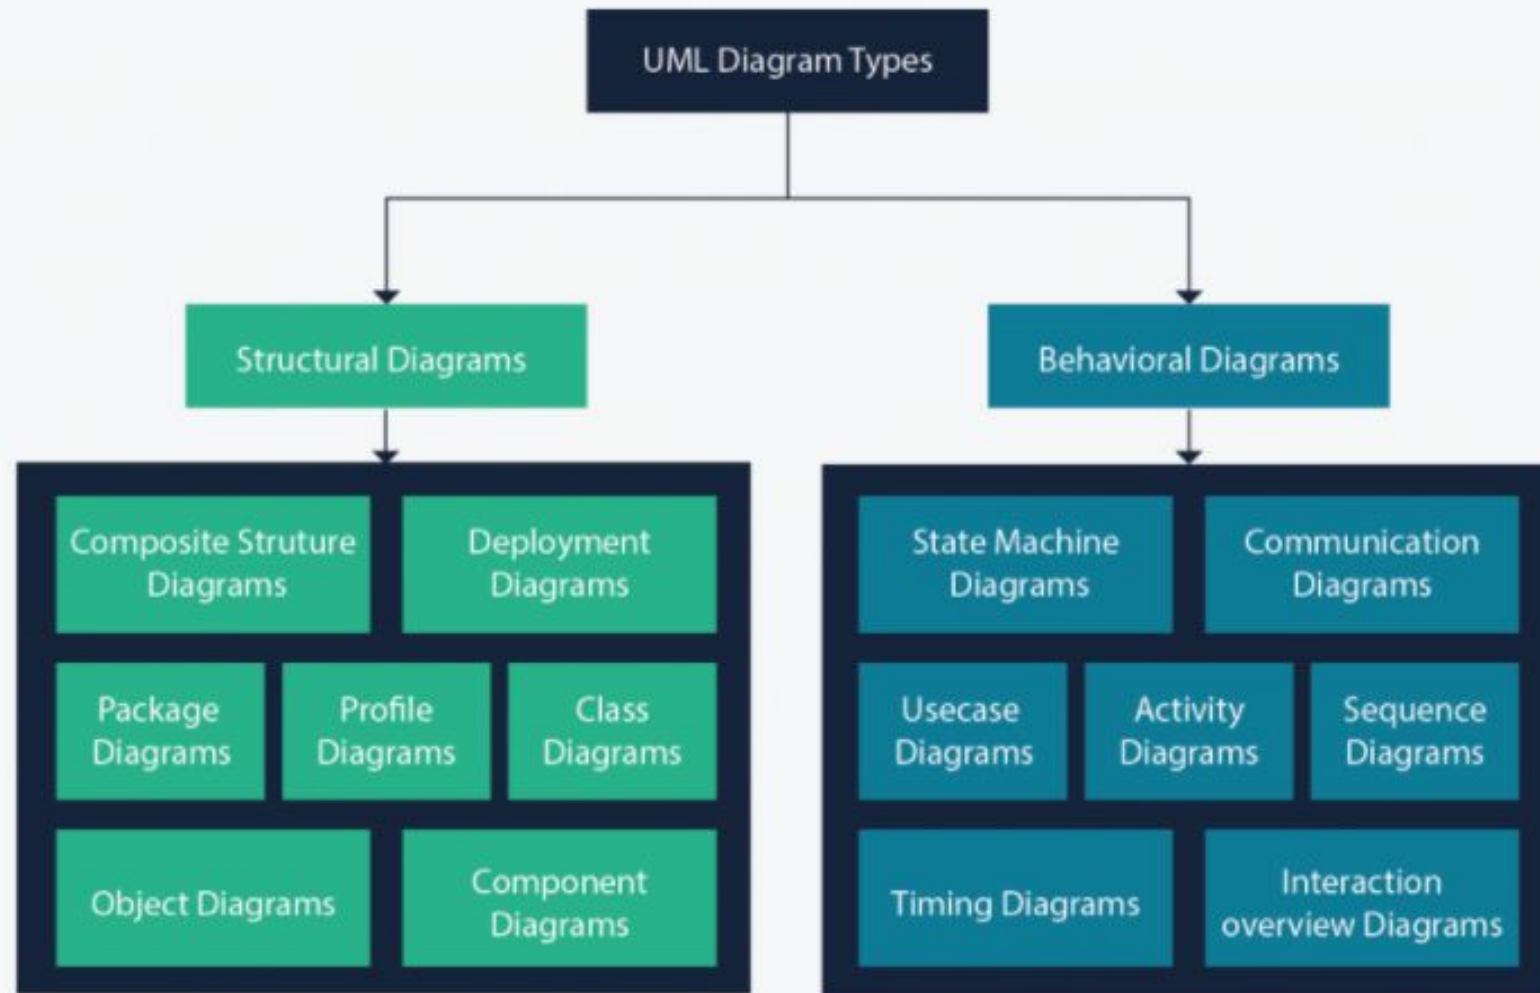 UML Diagram Types
Structural Diagrams
Behavioral Diagrams
Composite Struture
Diagrams
Deployment
Diagrams
Package
Diagrams
Profile
Diagrams
Class
Diagrams
Object Diagrams
Component
Diagrams
State Machine
Diagrams
Communication
Diagrams
Usecase
Diagrams
Activity
Diagrams
Sequence
Diagrams
Timing Diagrams
Interaction
overview Diagrams